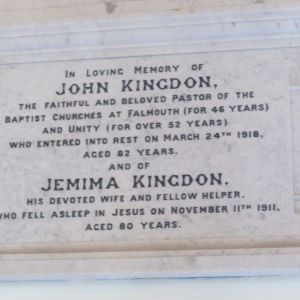 IN LOVING MEMORY OF
JOHN KINGDON,
THE FAITHFUL AND BELOVED PASTOR OF THE
BAPTIST CHURCHES AT FALMOUTH (FOR 46 YEARS)
AND UNITY (FOR OVER 52 YEARS)
WHO ENTERED INTO REST ON MARCH 24TH 1918,
AGED 82 YEARS.
AND OF
JEMIMA KINGDON,
HIS DEVOTED WIFE AND FELLOW HELPER,
WHO FELL ASLEEP IN JESUS ON NOVEMBER 11TH 1911,
AGED 80 YEARS.